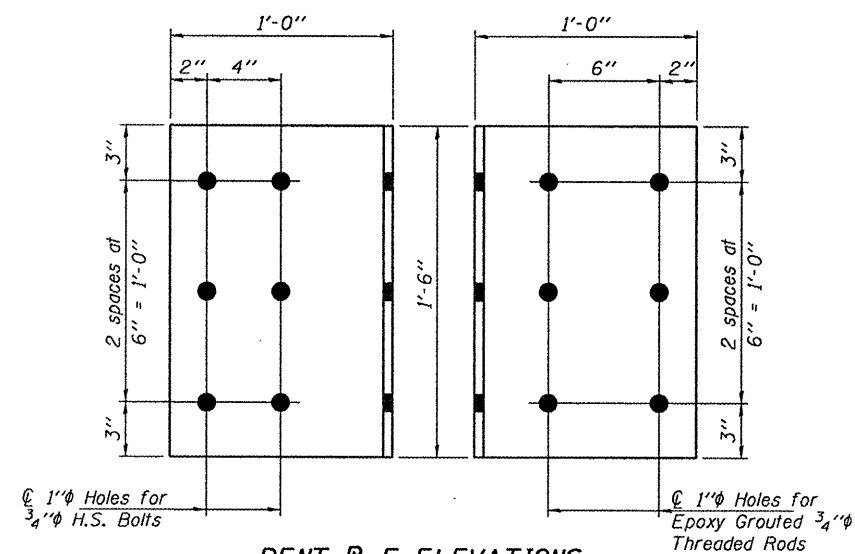 1'-0"
1'-0"
2"
4"
6"
2"
3"
3"
2 spaces at
6" = 1'-0"
1'-6"
2 spaces at
6" = 1'-0"
3"
3"
℄ 1"ϕ Holes for
3/4"ϕ H.S. Bolts
℄ 1"ϕ Holes for
Epoxy Grouted 3/4"ϕ
Threaded Rods